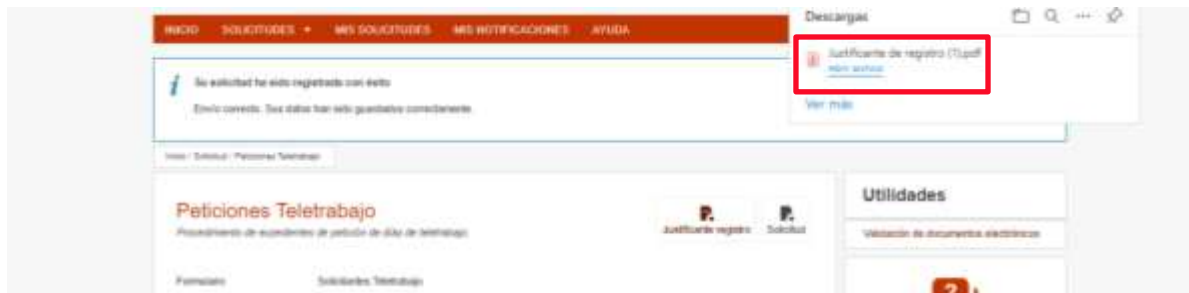 INICIO SOLICITUDES MIS SOLICITUDES MIS NOTIFICACIONES AYUDA
Descargas
Justificante de registro (1).pdf
Abrir archivo
Ver más
Su solicitud ha sido registrada con éxito
Envío correcto. Sus datos han sido guardados correctamente.
Inicio / Solicitud / Peticiones Teletrabajo
Peticiones Teletrabajo
Procedimiento de expedientes de petición de días de teletrabajo
Justificante registro
Solicitud
Utilidades
Validación de documentos electrónicos
Formulario Solicitantes Teletrabajo